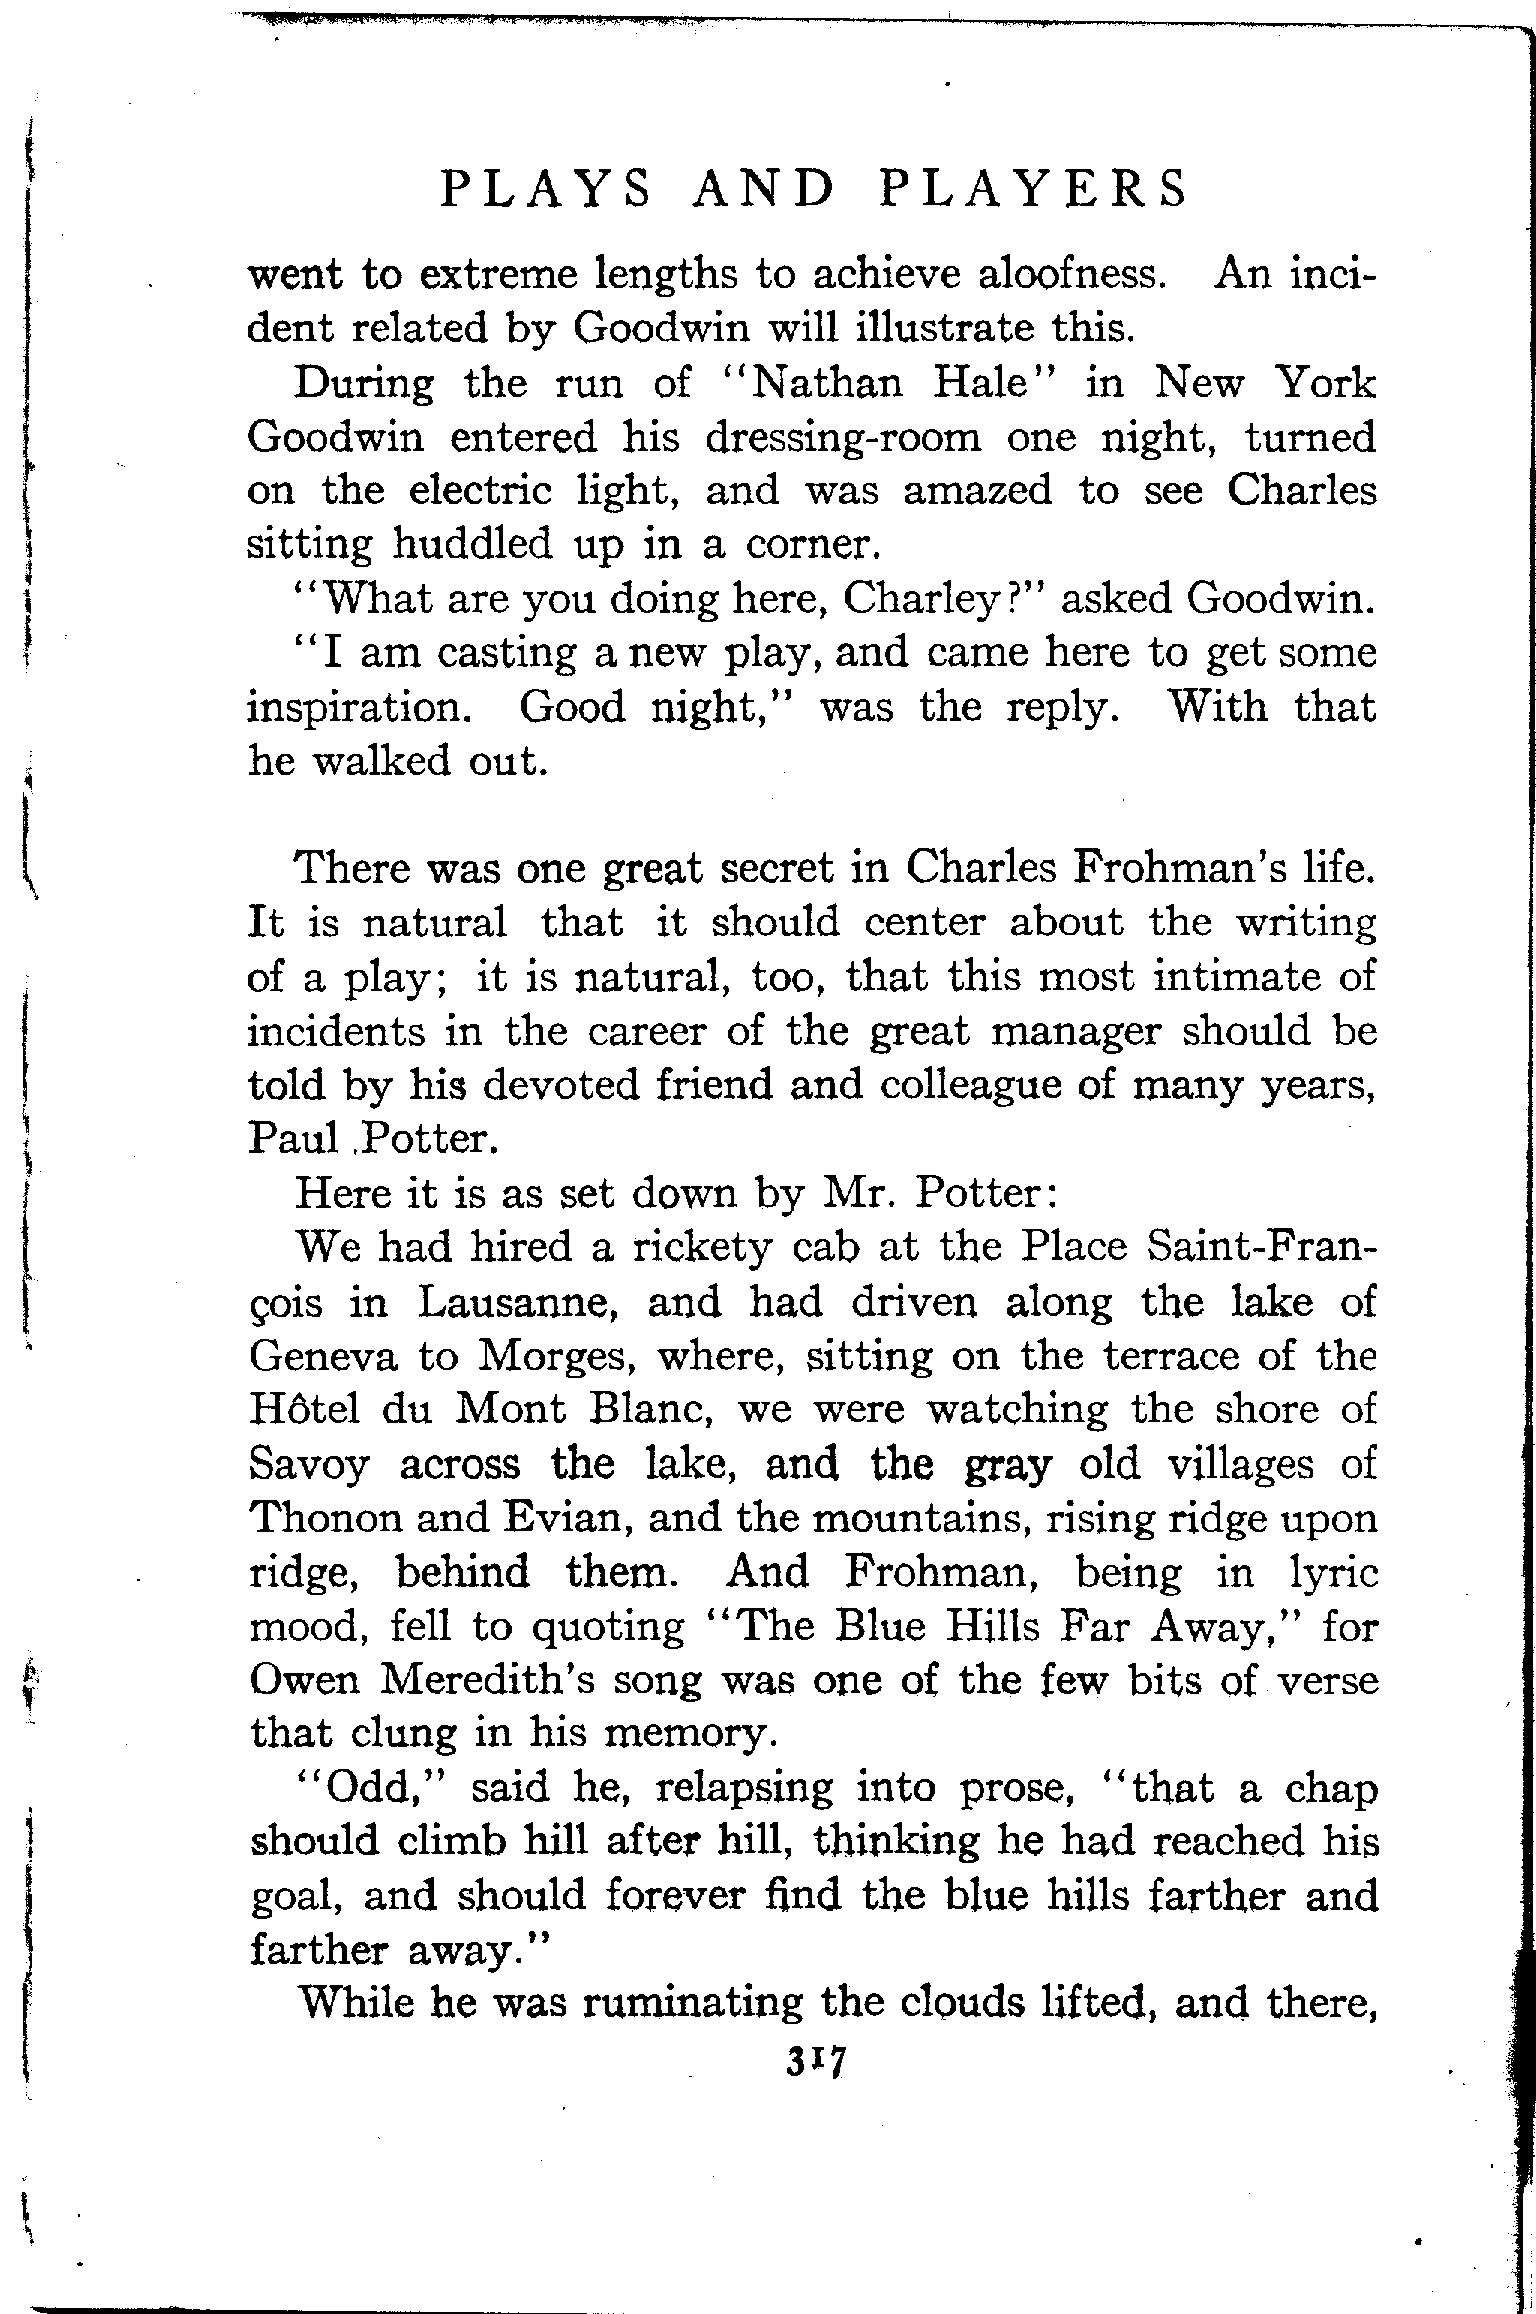 PLAYS AND PLAYERS
went to extreme lengths to achieve aloofness. An inci-
dent related by Goodwin will illustrate this.
During the run of "Nathan Hale" in New York
Goodwin entered his dressing-room one night, turned
on the electric light, and was amazed to see Charles
sitting huddled up in a corner.
"What are you doing here, Charley?" asked Goodwin.
"I am casting a new play, and came here to get some
inspiration. Good night," was the reply. With that
he walked out.
There was one great secret in Charles Frohman's life.
It is natural that it should center about the writing
of a play; it is natural, too, that this most intimate of
incidents in the career of the great manager should be
told by his devoted friend and colleague of many years,
Paul Potter.
Here it is as set down by Mr. Potter:
We had hired a rickety cab at the Place Saint-Fran-
çois in Lausanne, and had driven along the lake of
Geneva to Morges, where, sitting on the terrace of the
Hôtel du Mont Blanc, we were watching the shore of
Savoy across the lake, and the gray old villages of
Thonon and Evian, and the mountains, rising ridge upon
ridge, behind them. And Frohman, being in lyric
mood, fell to quoting "The Blue Hills Far Away," for
Owen Meredith's song was one of the few bits of verse
that clung in his memory.
"Odd," said he, relapsing into prose, "that a chap
should climb hill after hill, thinking he had reached his
goal, and should forever find the blue hills farther and
farther away."
While he was ruminating the clouds lifted, and there,
317